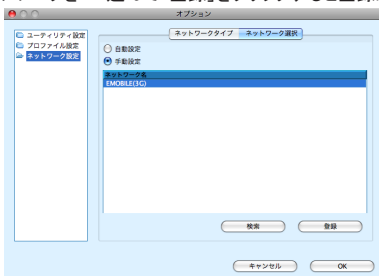 オプション
ユーティリティ設定
プロファイル設定
ネットワーク設定
ネットワークタイプ ネットワーク選択
自動設定
手動設定
ネットワーク名
EMOBILE(3G)
検索 登録
キャンセル OK